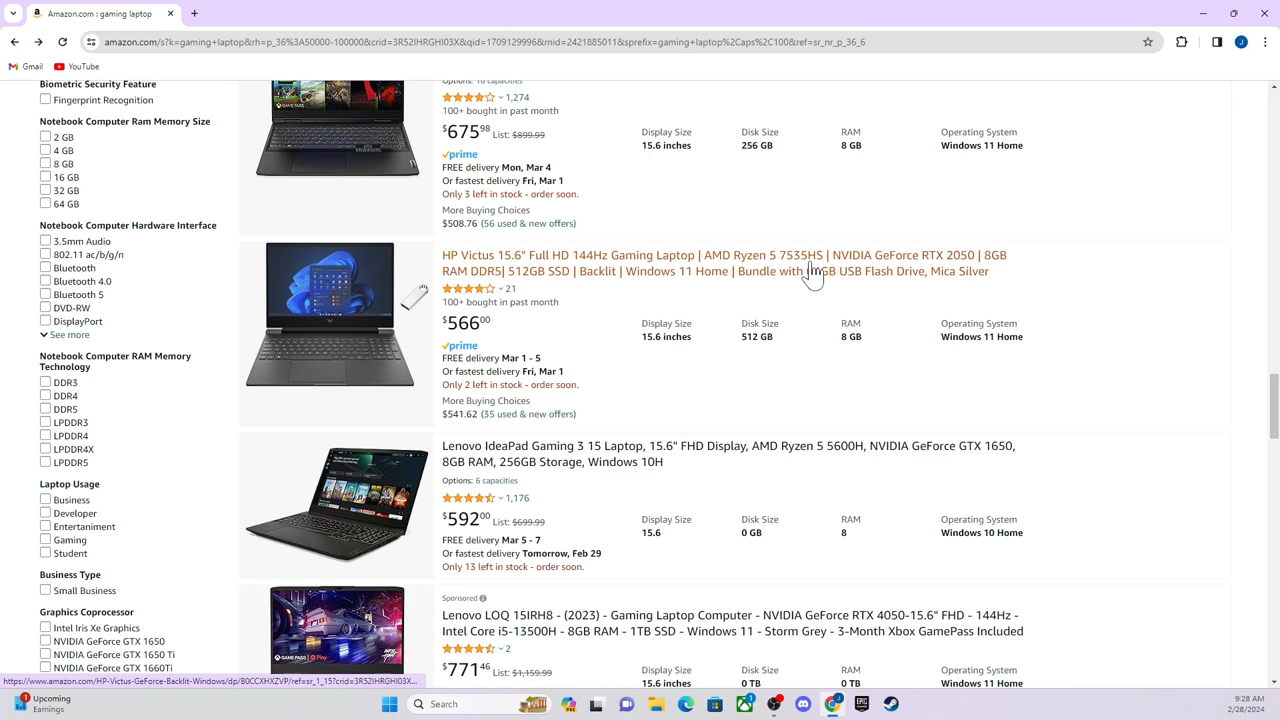 Amazon.com : gaming laptop
amazon.com/s?k=gaming+laptop&rh=p_36%3A50000-100000&crid=3R52IHRGHI03X&qid=1709129996&rnid=2421885011&sprefix=gaming+laptop%2Caps%2C100&ref=sr_nr_p_36_6
J
Gmail
YouTube
Biometric Security Feature
Fingerprint Recognition
Notebook Computer Ram Memory Size
2 GB
4 GB
8 GB
16 GB
32 GB
64 GB
Notebook Computer Hardware Interface
3.5mm Audio
802.11 ac/b/g/n
Bluetooth
Bluetooth 4.0
Bluetooth 5
DVD-RW
DisplayPort
See more
Notebook Computer RAM Memory
Technology
DDR3
DDR4
DDR5
LPDDR3
LPDDR4
LPDDR4X
LPDDR5
Laptop Usage
Business
Developer
Entertaniment
Gaming
Student
Business Type
Small Business
Graphics Coprocessor
Intel Iris Xe Graphics
NVIDIA GeForce GTX 1650
NVIDIA GeForce GTX 1650 Ti
NVIDIA GeForce GTX 1660Ti
GAME PASS
Options: 10 capacities
1,274
100+ bought in past month
$675 98 List: $899.99
prime
FREE delivery Mon, Mar 4
Or fastest delivery Fri, Mar 1
Only 3 left in stock - order soon.
More Buying Choices
$508.76 (56 used & new offers)
Display Size
15.6 inches
Disk Size
256 GB
RAM
8 GB
Operating System
Windows 11 Home
HP Victus 15.6" Full HD 144Hz Gaming Laptop | AMD Ryzen 5 7535HS | NVIDIA GeForce RTX 2050 | 8GB
RAM DDR5| 512GB SSD | Backlit | Windows 11 Home | Bundle with GB USB Flash Drive, Mica Silver
21
100+ bought in past month
$566 00
prime
FREE delivery Mar 1 - 5
Or fastest delivery Fri, Mar 1
Only 2 left in stock - order soon.
More Buying Choices
$541.62 (35 used & new offers)
Display Size
15.6 inches
Disk Size
512 GB
RAM
8 GB
Operating System
Windows 11 Home
Lenovo IdeaPad Gaming 3 15 Laptop, 15.6" FHD Display, AMD Ryzen 5 5600H, NVIDIA GeForce GTX 1650,
8GB RAM, 256GB Storage, Windows 10H
Options: 6 capacities
1,176
$592 00 List: $699.99
FREE delivery Mar 5 - 7
Or fastest delivery Tomorrow, Feb 29
Only 13 left in stock - order soon.
Display Size
15.6
Disk Size
0 GB
RAM
8
Operating System
Windows 10 Home
GAME PASS
Sponsored
Lenovo LOQ 15IRH8 - (2023) - Gaming Laptop Computer - NVIDIA GeForce RTX 4050-15.6" FHD - 144Hz -
Intel Core i5-13500H - 8GB RAM - 1TB SSD - Windows 11 - Storm Grey - 3-Month Xbox GamePass Included
2
$771 46 List: $1,159.99
Display Size
15.6 inches
Disk Size
0 TB
RAM
0 TB
Operating System
Windows 11 Home
https://www.amazon.com/HP-Victus-GeForce-Backlit-Windows/dp/B0CCXHXZVP/ref=sr_1_15?crid=3R52IHRGHI03X...
1
Upcoming
Earnings
Search
1
9:28 AM
2/28/2024